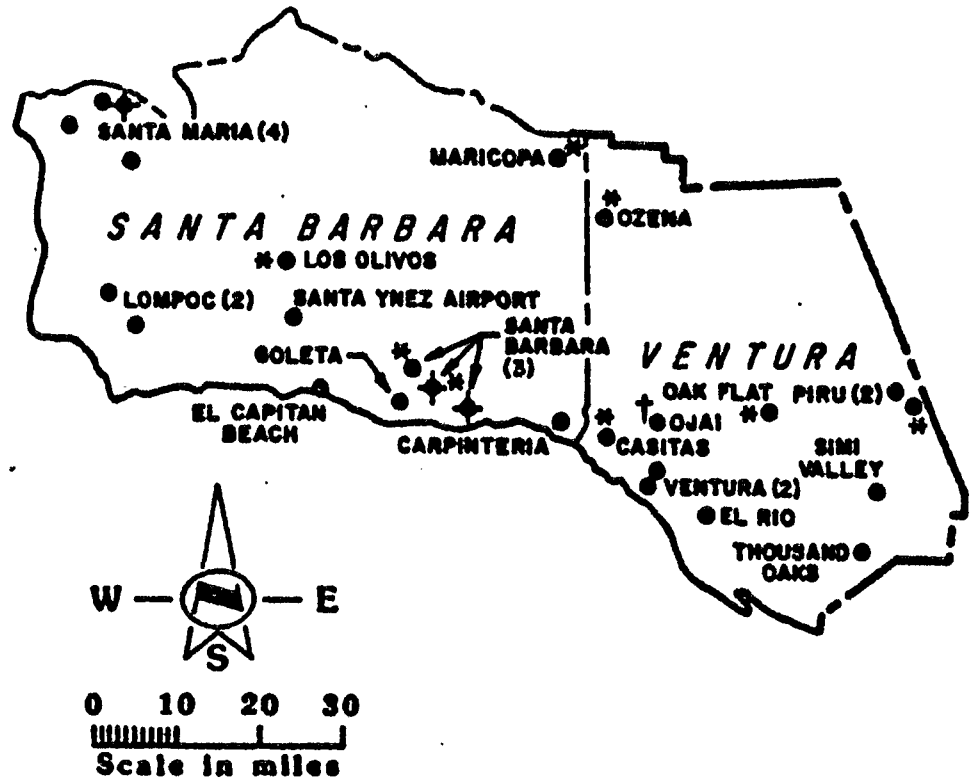 SANTA MARIA (4)
MARICOPA
OZENA
SANTA BARBARA
LOS OLIVOS
LOMPOC (2)
SANTA YNEZ AIRPORT
SANTA
BARBARA
(3)
GOLETA
VENTURA
OAK FLAT
PIRU (2)
EL CAPITAN
BEACH
OJAI
CARPINTERIA
CASITAS
SIMI
VALLEY
VENTURA (2)
EL RIO
THOUSAND
OAKS
W
E
S
0 10 20 30
Scale in miles